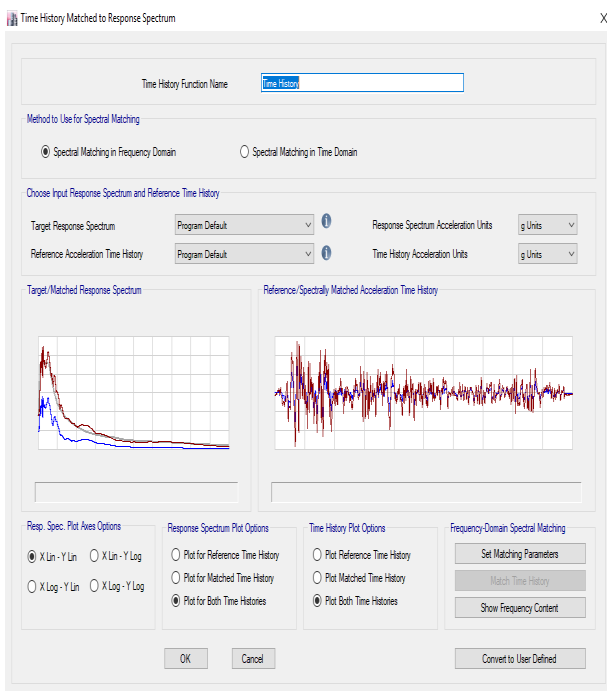 Time History Matched to Response Spectrum
X
Time History Function Name
Time History
Method to Use for Spectral Matching
Spectral Matching in Frequency Domain
Spectral Matching in Time Domain
Choose Input Response Spectrum and Reference Time History
Target Response Spectrum
Program Default
Response Spectrum Acceleration Units
g Units
Reference Acceleration Time History
Program Default
Time History Acceleration Units
g Units
Target/Matched Response Spectrum
Reference/Spectrally Matched Acceleration Time History
Resp. Spec. Plot Axes Options
X Lin - Y Lin
X Lin - Y Log
X Log - Y Lin
X Log - Y Log
Response Spectrum Plot Options
Plot for Reference Time History
Plot for Matched Time History
Plot for Both Time Histories
Time History Plot Options
Plot Reference Time History
Plot Matched Time History
Plot Both Time Histories
Frequency-Domain Spectral Matching
Set Matching Parameters
Match Time History
Show Frequency Content
OK
Cancel
Convert to User Defined